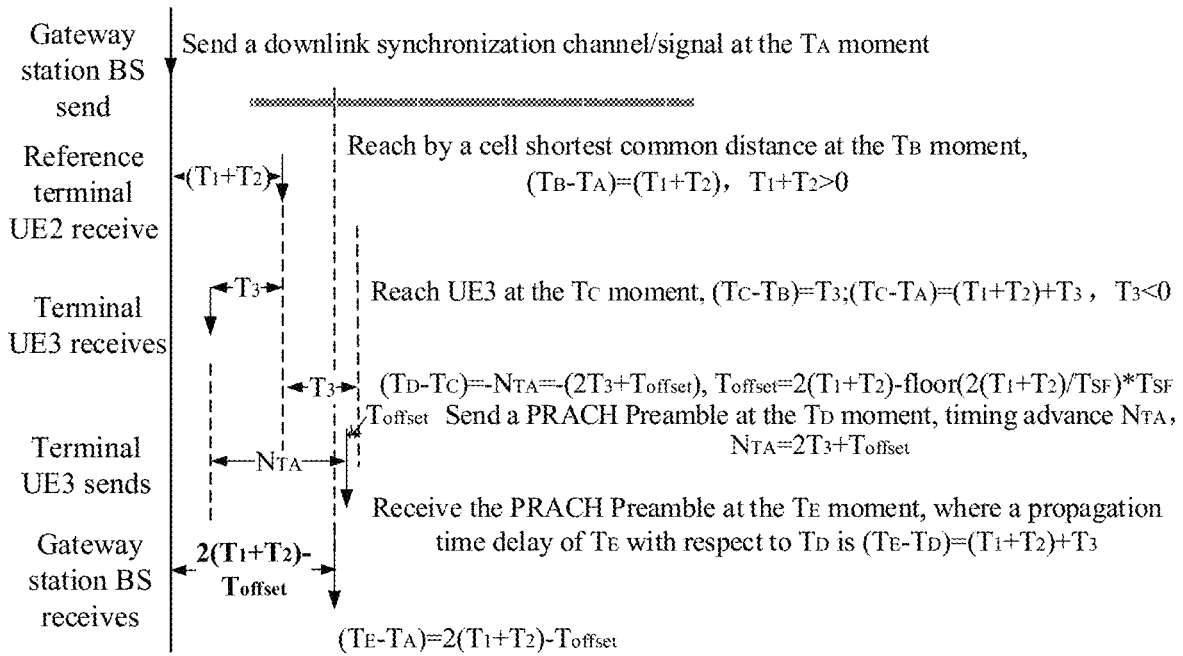 Gateway
station BS
send
Send a downlink synchronization channel/signal at the TA moment
Reference
terminal
UE2 receive
(T1+T2)
Reach by a cell shortest common distance at the TB moment,
(TB-TA)=(T1+T2), T1+T2>0
Terminal
UE3 receives
T3
Reach UE3 at the TC moment, (TC-TB)=T3;(TC-TA)=(T1+T2)+T3 , T3<0
T3
(TD-TC)=-NTA=-(2T3+Toffset), Toffset=2(T1+T2)-floor(2(T1+T2)/TSF)*TSF
Toffset
Send a PRACH Preamble at the TD moment, timing advance NTA,
NTA=2T3+Toffset
Terminal
UE3 sends
NTA
Receive the PRACH Preamble at the TE moment, where a propagation
time delay of TE with respect to TD is (TE-TD)=(T1+T2)+T3
Gateway
station BS
receives
2(T1+T2)-
Toffset
(TE-TA)=2(T1+T2)-Toffset